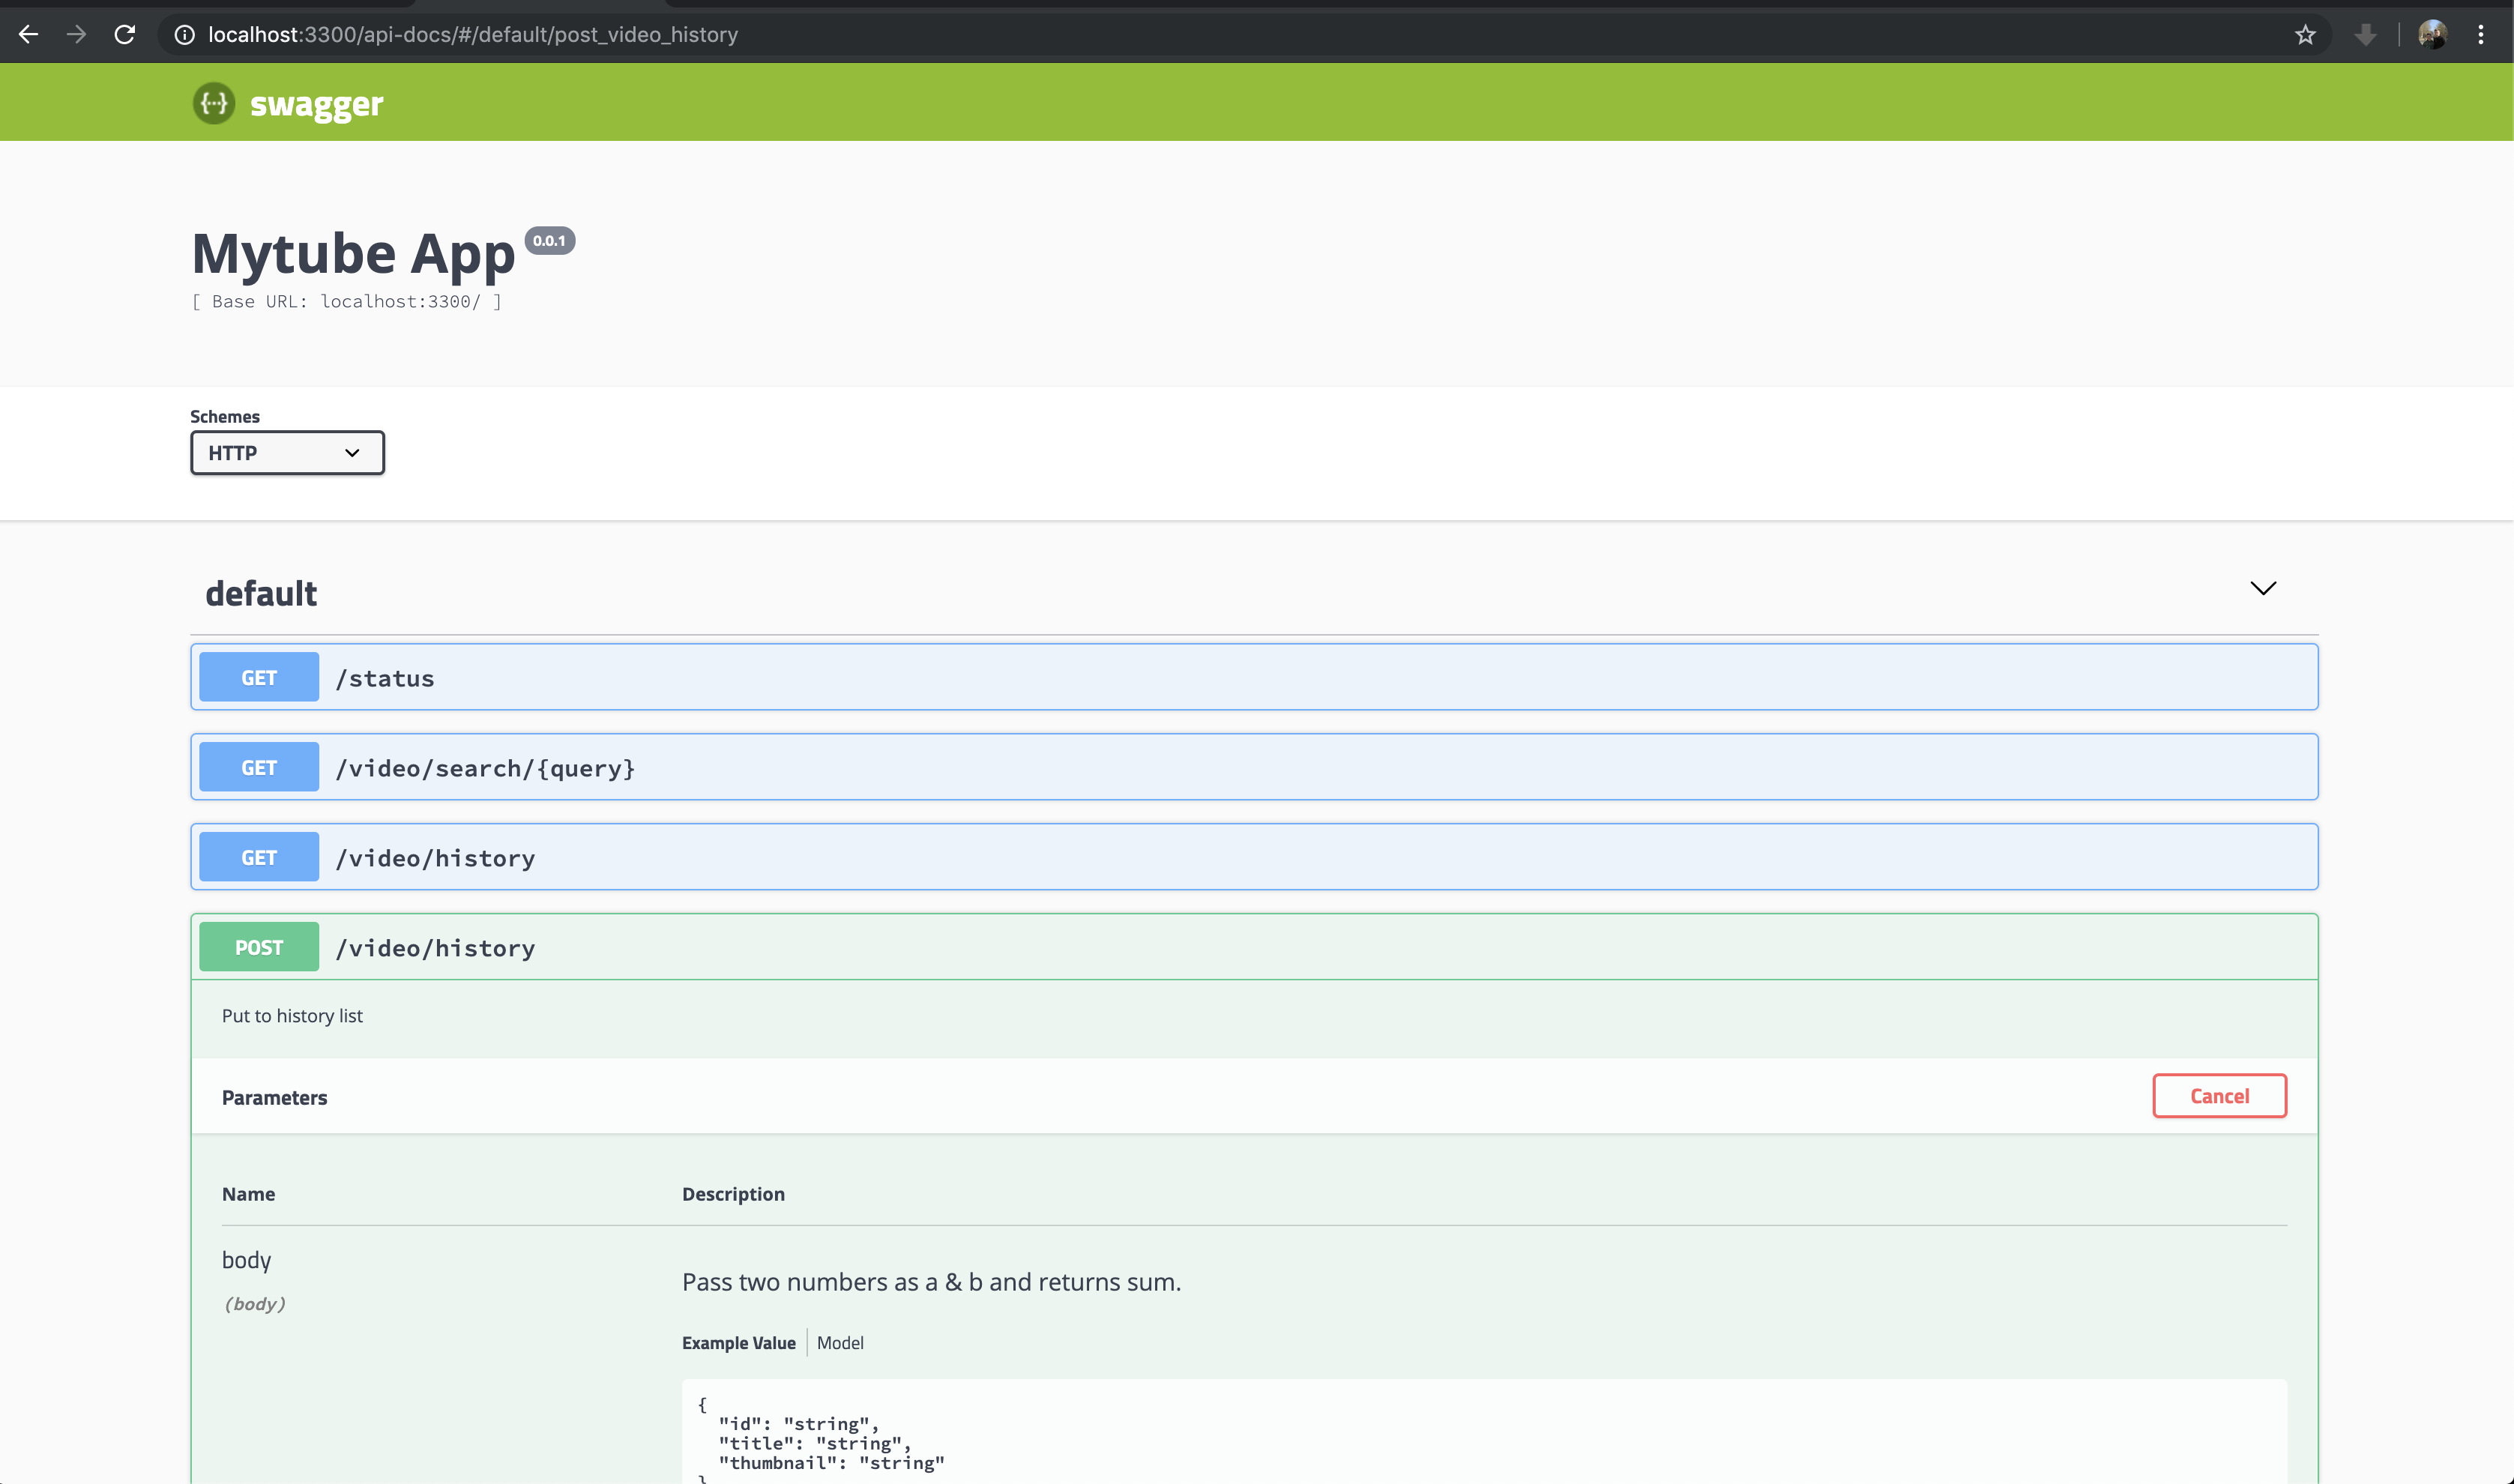 localhost:3300/api-docs/#/default/post_video_history
{···} swagger
Mytube App 0.0.1
[ Base URL: localhost:3300/ ]
Schemes
HTTP
default
GET /status
GET /video/search/{query}
GET /video/history
POST /video/history
Put to history list
Parameters Cancel
Name Description
body
(body)
Pass two numbers as a & b and returns sum.
Example Value Model
{
"id": "string",
"title": "string",
"thumbnail": "string"
}